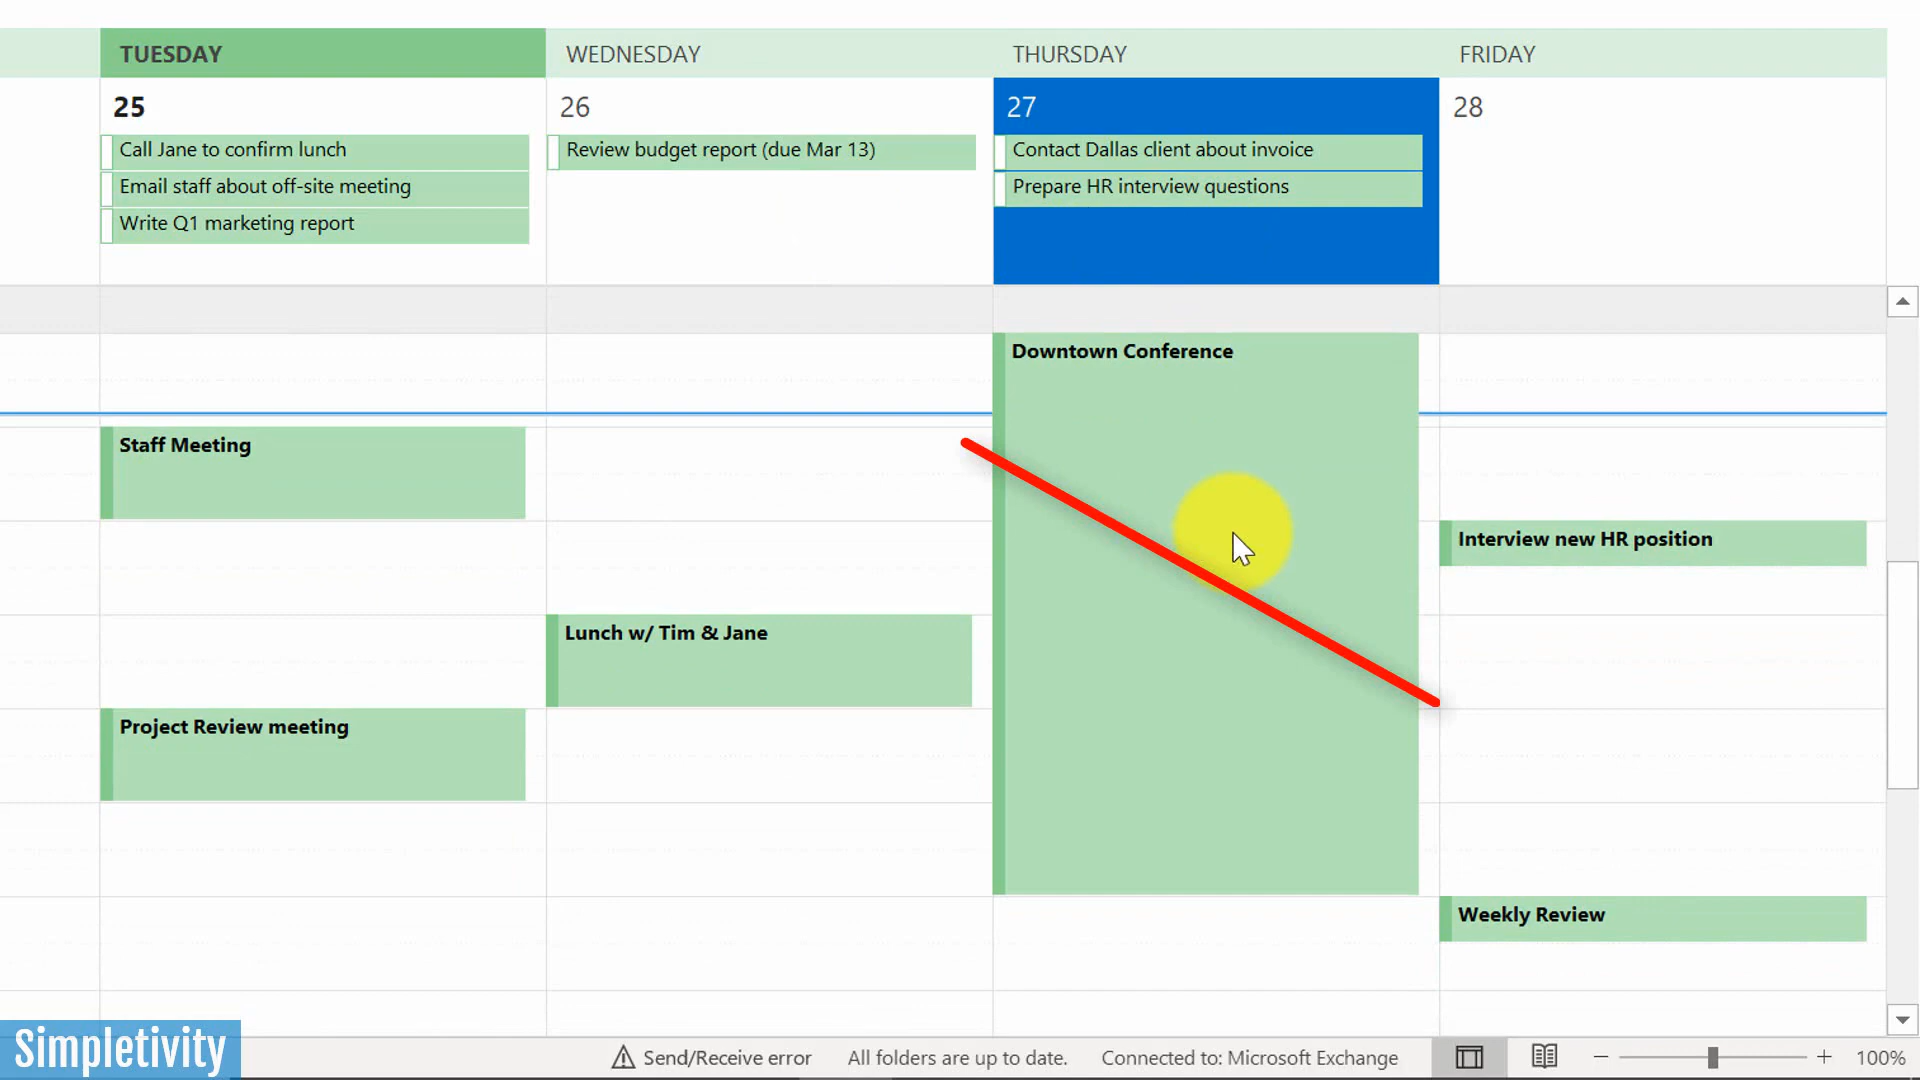 TUESDAY
WEDNESDAY
THURSDAY
FRIDAY
25
26
27
28
Call Jane to confirm lunch
Email staff about off-site meeting
Write Q1 marketing report
Review budget report (due Mar 13)
Contact Dallas client about invoice
Prepare HR interview questions
Downtown Conference
Staff Meeting
Interview new HR position
Lunch w/ Tim & Jane
Project Review meeting
Weekly Review
Simpletivity
Send/Receive error
All folders are up to date.
Connected to: Microsoft Exchange
100%